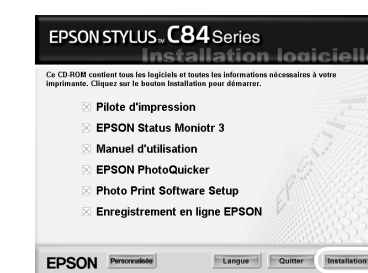 EPSON STYLUS™ C84 Series
Installation logicielle
Ce CD-ROM contient tous les logiciels et toutes les informations nécessaires à votre
imprimante. Cliquez sur le bouton Installation pour démarrer.
Pilote d'impression
EPSON Status Moniotr 3
Manuel d'utilisation
EPSON PhotoQuicker
Photo Print Software Setup
Enregistrement en ligne EPSON
EPSON
EPSON Personnalisée Langue Quitter Installation